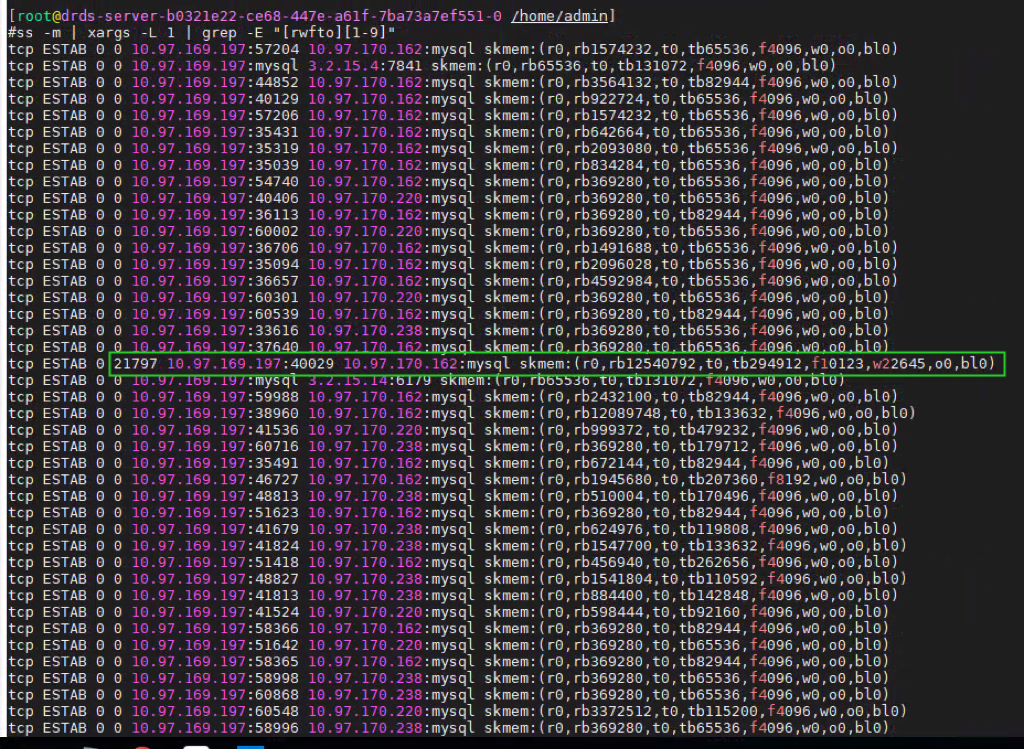 [root@drds-server-b0321e22-ce68-447e-a61f-7ba73a7ef551-0 /home/admin]
#ss -m | xargs -L 1 | grep -E "[rwfto][1-9]"
tcp ESTAB 0 0 10.97.169.197:57204 10.97.170.162:mysql skmem:(r0,rb1574232,t0,tb65536,f4096,w0,o0,bl0)
tcp ESTAB 0 0 10.97.169.197:mysql 3.2.15.4:7841 skmem:(r0,rb65536,t0,tb131072,f4096,w0,o0,bl0)
tcp ESTAB 0 0 10.97.169.197:44852 10.97.170.162:mysql skmem:(r0,rb3564132,t0,tb82944,f4096,w0,o0,bl0)
tcp ESTAB 0 0 10.97.169.197:40129 10.97.170.162:mysql skmem:(r0,rb922724,t0,tb65536,f4096,w0,o0,bl0)
tcp ESTAB 0 0 10.97.169.197:57206 10.97.170.162:mysql skmem:(r0,rb1574232,t0,tb65536,f4096,w0,o0,bl0)
tcp ESTAB 0 0 10.97.169.197:35431 10.97.170.162:mysql skmem:(r0,rb642664,t0,tb65536,f4096,w0,o0,bl0)
tcp ESTAB 0 0 10.97.169.197:35319 10.97.170.162:mysql skmem:(r0,rb2093080,t0,tb65536,f4096,w0,o0,bl0)
tcp ESTAB 0 0 10.97.169.197:35039 10.97.170.162:mysql skmem:(r0,rb834284,t0,tb65536,f4096,w0,o0,bl0)
tcp ESTAB 0 0 10.97.169.197:54740 10.97.170.162:mysql skmem:(r0,rb369280,t0,tb65536,f4096,w0,o0,bl0)
tcp ESTAB 0 0 10.97.169.197:40406 10.97.170.220:mysql skmem:(r0,rb369280,t0,tb65536,f4096,w0,o0,bl0)
tcp ESTAB 0 0 10.97.169.197:36113 10.97.170.162:mysql skmem:(r0,rb369280,t0,tb82944,f4096,w0,o0,bl0)
tcp ESTAB 0 0 10.97.169.197:60002 10.97.170.220:mysql skmem:(r0,rb369280,t0,tb65536,f4096,w0,o0,bl0)
tcp ESTAB 0 0 10.97.169.197:36706 10.97.170.162:mysql skmem:(r0,rb1491688,t0,tb65536,f4096,w0,o0,bl0)
tcp ESTAB 0 0 10.97.169.197:35094 10.97.170.162:mysql skmem:(r0,rb2096028,t0,tb65536,f4096,w0,o0,bl0)
tcp ESTAB 0 0 10.97.169.197:36657 10.97.170.162:mysql skmem:(r0,rb4592984,t0,tb65536,f4096,w0,o0,bl0)
tcp ESTAB 0 0 10.97.169.197:60301 10.97.170.220:mysql skmem:(r0,rb369280,t0,tb65536,f4096,w0,o0,bl0)
tcp ESTAB 0 0 10.97.169.197:60539 10.97.170.162:mysql skmem:(r0,rb369280,t0,tb82944,f4096,w0,o0,bl0)
tcp ESTAB 0 0 10.97.169.197:33616 10.97.170.238:mysql skmem:(r0,rb369280,t0,tb65536,f4096,w0,o0,bl0)
tcp ESTAB 0 0 10.97.169.197:37640 10.97.170.162:mysql skmem:(r0,rb369280,t0,tb65536,f4096,w0,o0,bl0)
tcp ESTAB 0 21797 10.97.169.197:40029 10.97.170.162:mysql skmem:(r0,rb12540792,t0,tb294912,f10123,w22645,o0,bl0)
tcp ESTAB 0 0 10.97.169.197:mysql 3.2.15.14:6179 skmem:(r0,rb65536,t0,tb131072,f4096,w0,o0,bl0)
tcp ESTAB 0 0 10.97.169.197:59988 10.97.170.162:mysql skmem:(r0,rb2432100,t0,tb82944,f4096,w0,o0,bl0)
tcp ESTAB 0 0 10.97.169.197:38960 10.97.170.162:mysql skmem:(r0,rb12089748,t0,tb133632,f4096,w0,o0,bl0)
tcp ESTAB 0 0 10.97.169.197:41536 10.97.170.220:mysql skmem:(r0,rb999372,t0,tb479232,f4096,w0,o0,bl0)
tcp ESTAB 0 0 10.97.169.197:60716 10.97.170.238:mysql skmem:(r0,rb369280,t0,tb179712,f4096,w0,o0,bl0)
tcp ESTAB 0 0 10.97.169.197:35491 10.97.170.162:mysql skmem:(r0,rb672144,t0,tb82944,f4096,w0,o0,bl0)
tcp ESTAB 0 0 10.97.169.197:46727 10.97.170.162:mysql skmem:(r0,rb1945680,t0,tb207360,f8192,w0,o0,bl0)
tcp ESTAB 0 0 10.97.169.197:48813 10.97.170.238:mysql skmem:(r0,rb510004,t0,tb170496,f4096,w0,o0,bl0)
tcp ESTAB 0 0 10.97.169.197:51623 10.97.170.162:mysql skmem:(r0,rb369280,t0,tb82944,f4096,w0,o0,bl0)
tcp ESTAB 0 0 10.97.169.197:41679 10.97.170.238:mysql skmem:(r0,rb624976,t0,tb119808,f4096,w0,o0,bl0)
tcp ESTAB 0 0 10.97.169.197:41824 10.97.170.238:mysql skmem:(r0,rb1547700,t0,tb133632,f4096,w0,o0,bl0)
tcp ESTAB 0 0 10.97.169.197:51418 10.97.170.162:mysql skmem:(r0,rb456940,t0,tb262656,f4096,w0,o0,bl0)
tcp ESTAB 0 0 10.97.169.197:48827 10.97.170.238:mysql skmem:(r0,rb1541804,t0,tb110592,f4096,w0,o0,bl0)
tcp ESTAB 0 0 10.97.169.197:41813 10.97.170.238:mysql skmem:(r0,rb884400,t0,tb142848,f4096,w0,o0,bl0)
tcp ESTAB 0 0 10.97.169.197:41524 10.97.170.220:mysql skmem:(r0,rb598444,t0,tb92160,f4096,w0,o0,bl0)
tcp ESTAB 0 0 10.97.169.197:58366 10.97.170.162:mysql skmem:(r0,rb369280,t0,tb82944,f4096,w0,o0,bl0)
tcp ESTAB 0 0 10.97.169.197:51642 10.97.170.220:mysql skmem:(r0,rb369280,t0,tb65536,f4096,w0,o0,bl0)
tcp ESTAB 0 0 10.97.169.197:58365 10.97.170.162:mysql skmem:(r0,rb369280,t0,tb82944,f4096,w0,o0,bl0)
tcp ESTAB 0 0 10.97.169.197:58998 10.97.170.238:mysql skmem:(r0,rb369280,t0,tb65536,f4096,w0,o0,bl0)
tcp ESTAB 0 0 10.97.169.197:60868 10.97.170.238:mysql skmem:(r0,rb369280,t0,tb65536,f4096,w0,o0,bl0)
tcp ESTAB 0 0 10.97.169.197:60548 10.97.170.220:mysql skmem:(r0,rb3372512,t0,tb115200,f4096,w0,o0,bl0)
tcp ESTAB 0 0 10.97.169.197:58996 10.97.170.238:mysql skmem:(r0,rb369280,t0,tb65536,f4096,w0,o0,bl0)